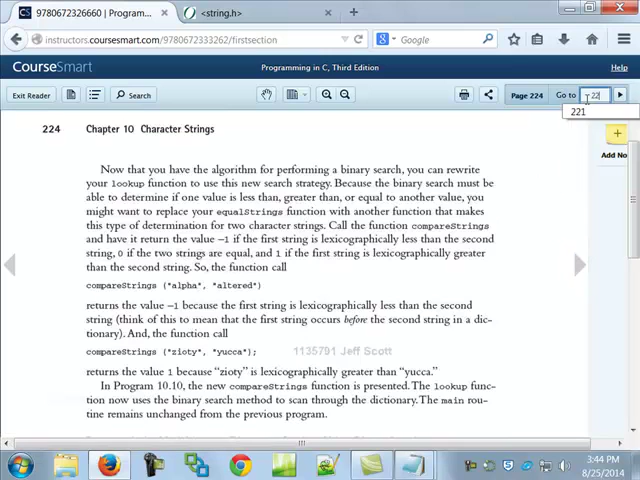 9780672326660 | Program...
<string.h>
instructors.coursesmart.com/9780672333262/firstsection
Google
CourseSmart
Programming in C, Third Edition
Help
Exit Reader
Search
Page 224
Go to
22
221
Add No
224 Chapter 10 Character Strings
Now that you have the algorithm for performing a binary search, you can rewrite
your lookup function to use this new search strategy. Because the binary search must be
able to determine if one value is less than, greater than, or equal to another value, you
might want to replace your equalStrings function with another function that makes
this type of determination for two character strings. Call the function compareStrings
and have it return the value −1 if the first string is lexicographically less than the second
string, 0 if the two strings are equal, and 1 if the first string is lexicographically greater
than the second string. So, the function call
compareStrings ("alpha", "altered")
returns the value −1 because the first string is lexicographically less than the second
string (think of this to mean that the first string occurs before the second string in a dic-
tionary). And, the function call
compareStrings ("zioty", "yucca");
1135791 Jeff Scott
returns the value 1 because "zioty" is lexicographically greater than "yucca."
In Program 10.10, the new compareStrings function is presented. The lookup func-
tion now uses the binary search method to scan through the dictionary. The main rou-
tine remains unchanged from the previous program.
3:44 PM
8/25/2014